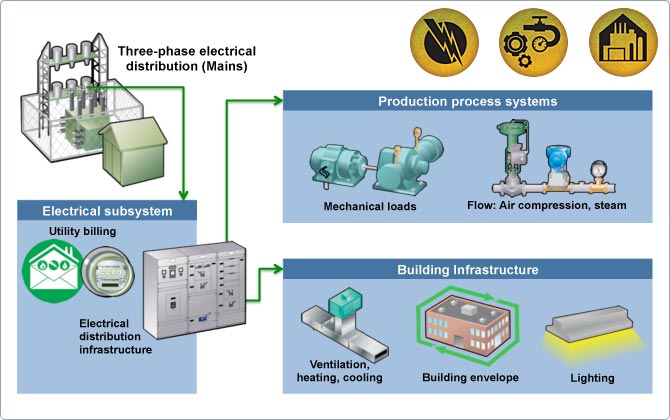 Three-phase electrical
distribution (Mains)
Production process systems
Mechanical loads
Flow: Air compression, steam
Electrical subsystem
Utility billing
Electrical
distribution
infrastructure
Building Infrastructure
Ventilation,
heating, cooling
Building envelope
Lighting